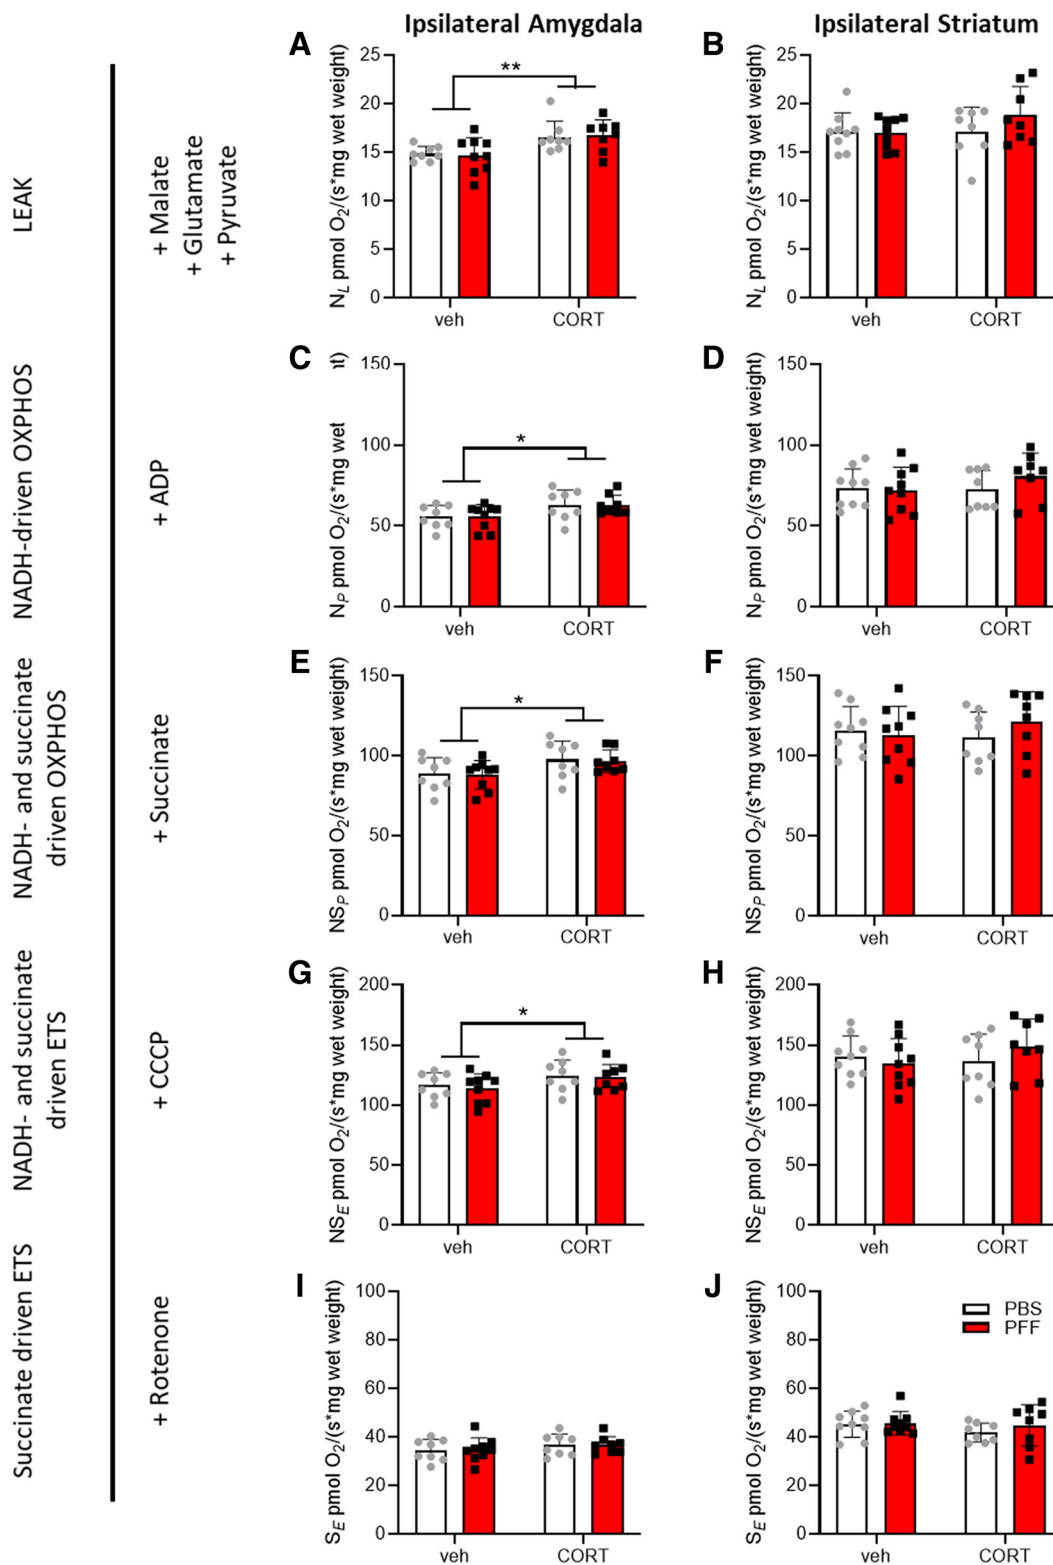 Ipsilateral Amygdala
Ipsilateral Striatum
LEAK
+ Malate
+ Glutamate
+ Pyruvate
A
N_L pmol O2/(s*mg wet weight)
25
20
15
10
5
0
**
veh
CORT
B
N_L pmol O2/(s*mg wet weight)
25
20
15
10
5
0
veh
CORT
NADH-driven OXPHOS
+ ADP
C
N_P pmol O2/(s*mg wet
ıt)
150
100
50
0
*
veh
CORT
D
N_P pmol O2/(s*mg wet weight)
150
100
50
0
veh
CORT
NADH- and succinate
driven OXPHOS
+ Succinate
E
NS_P pmol O2/(s*mg wet weight)
150
100
50
0
*
veh
CORT
F
NS_P pmol O2/(s*mg wet weight)
150
100
50
0
veh
CORT
NADH- and succinate
driven ETS
+ CCCP
G
NS_E pmol O2/(s*mg wet weight)
200
150
100
50
0
*
veh
CORT
H
NS_E pmol O2/(s*mg wet weight)
200
150
100
50
0
veh
CORT
Succinate driven ETS
+ Rotenone
I
S_E pmol O2/(s*mg wet weight)
100
80
60
40
20
0
veh
CORT
J
S_E pmol O2/(s*mg wet weight)
100
80
60
40
20
0
PBS
PFF
veh
CORT